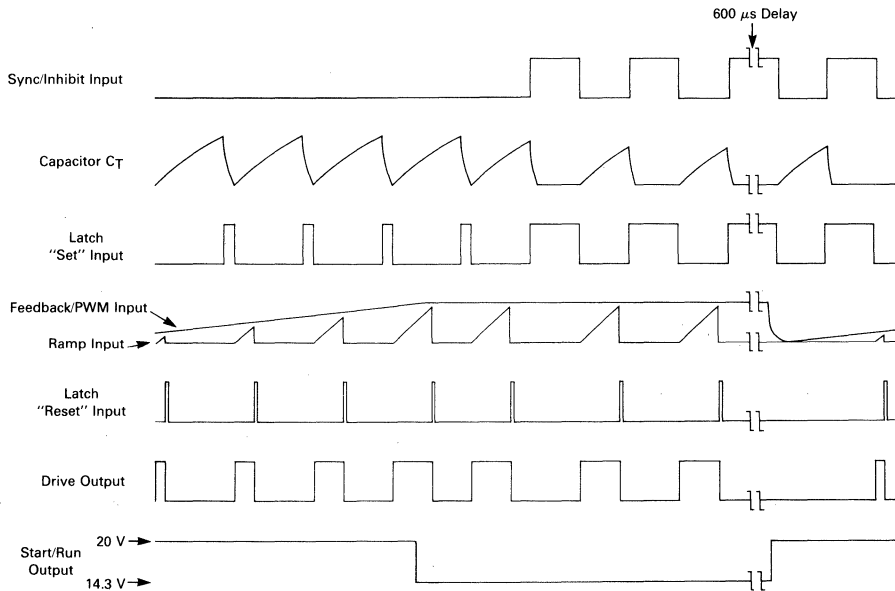 600 μs Delay
Sync/Inhibit Input
Capacitor CT
Latch
"Set" Input
Feedback/PWM Input
Ramp Input
Latch
"Reset" Input
Drive Output
20 V
Start/Run
Output
14.3 V